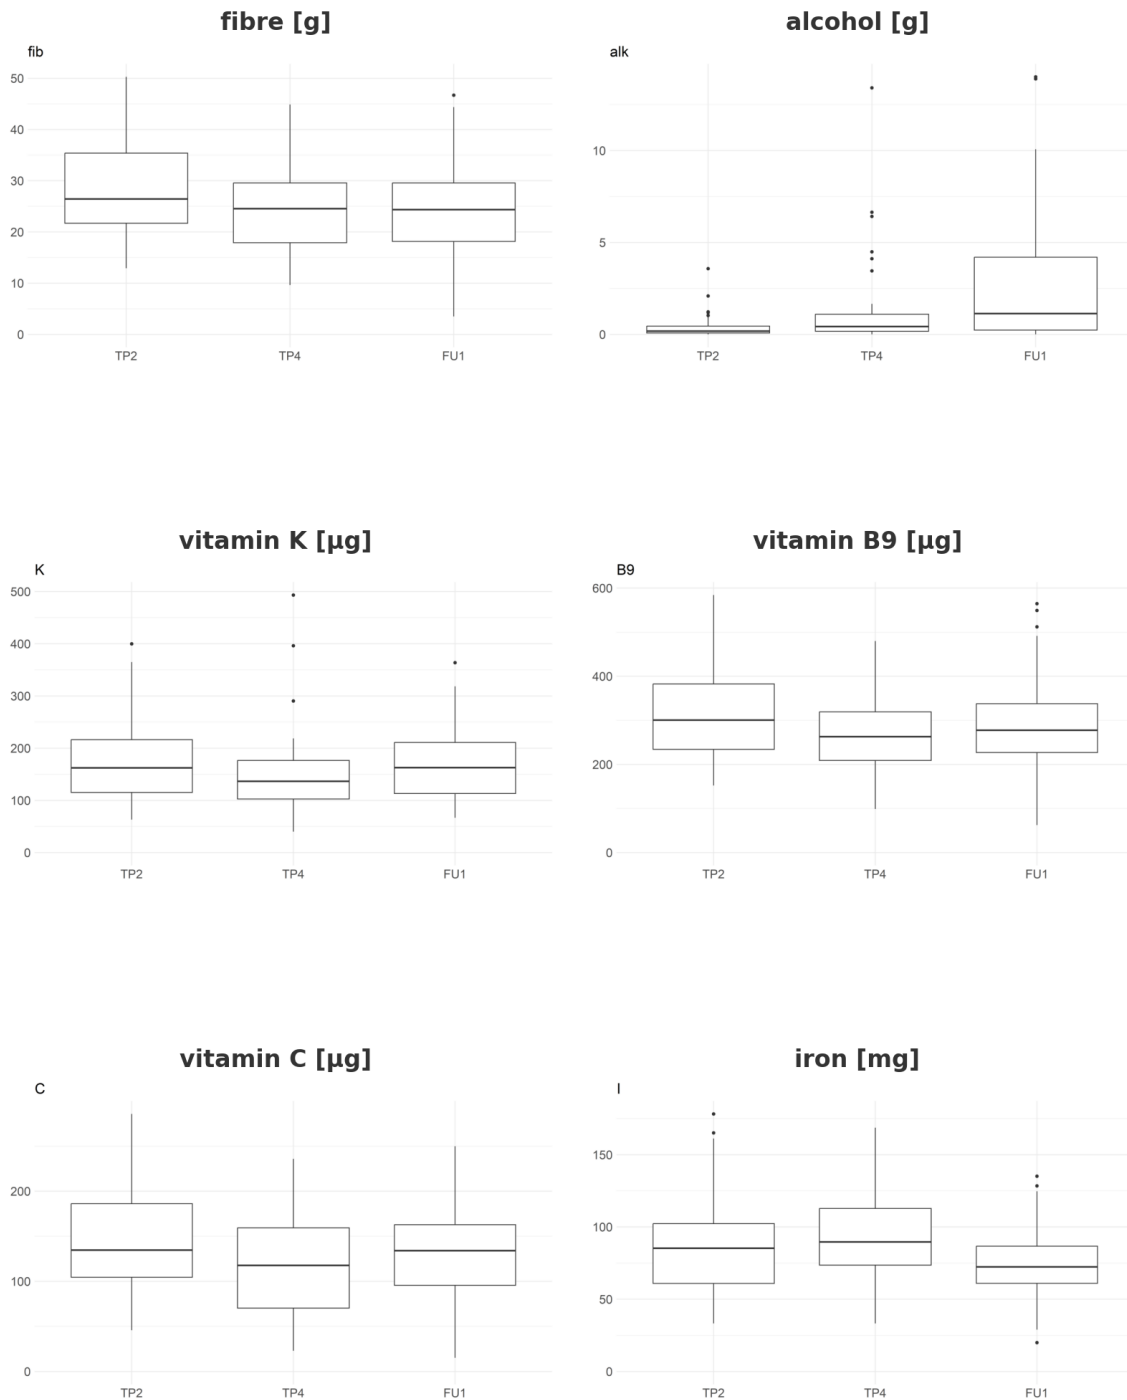 fibre [g]
fib
50
40
30
20
10
0
TP2 TP4 FU1
alcohol [g]
alk
10
5
0
TP2 TP4 FU1
vitamin K [µg]
K
500
400
300
200
100
0
TP2 TP4 FU1
vitamin B9 [µg]
B9
600
400
200
0
TP2 TP4 FU1
vitamin C [µg]
C
200
100
0
TP2 TP4 FU1
iron [mg]
I
150
100
50
0
TP2 TP4 FU1